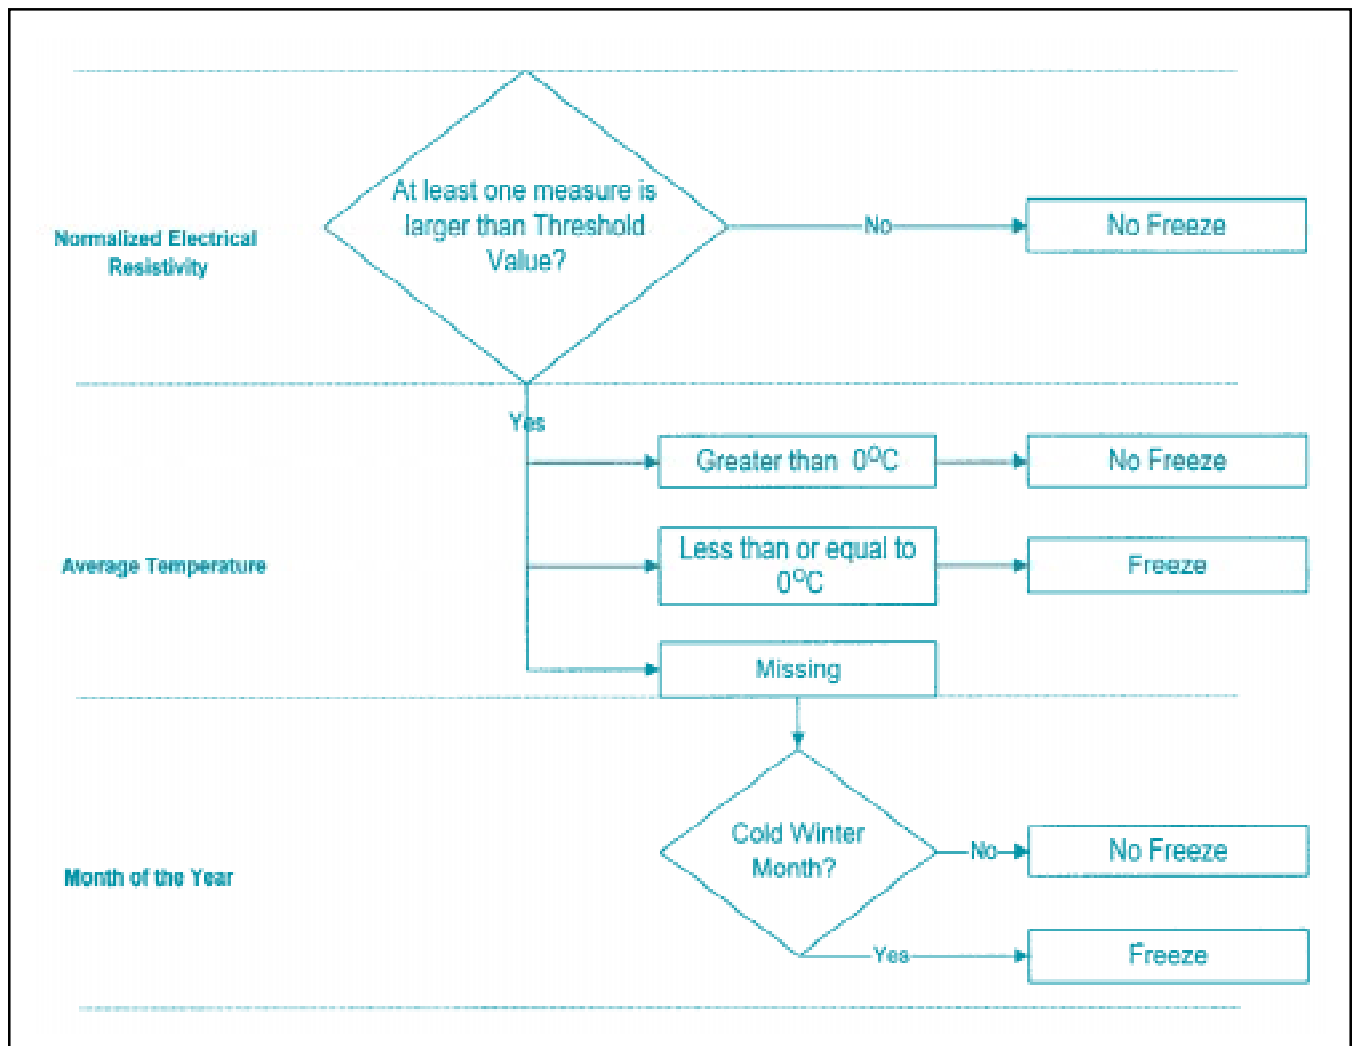 At least one measure is
larger than Threshold
Value?
No
No Freeze
Normalized Electrical
Resistivity
Yes
Greater than 0°C
No Freeze
Average Temperature
Less than or equal to
0°C
Freeze
Missing
Month of the Year
Cold Winter
Month?
No
No Freeze
Yes
Freeze